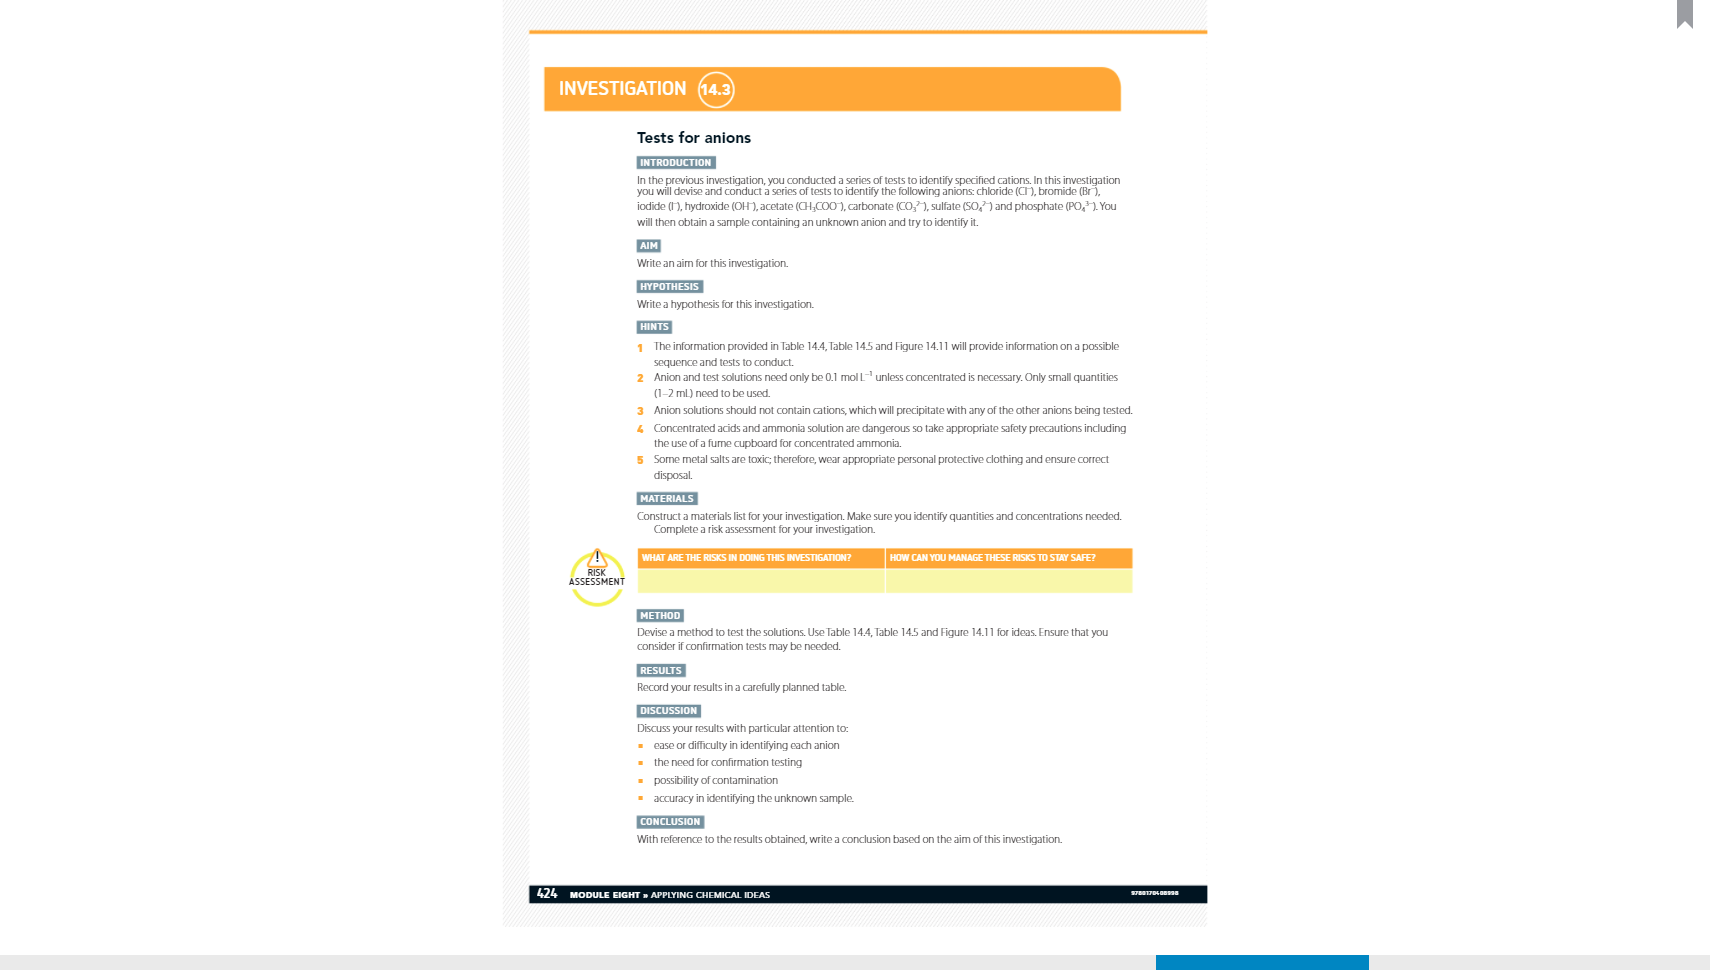 INVESTIGATION 14.3
Tests for anions
INTRODUCTION
In the previous investigation, you conducted a series of tests to identify specified cations. In this investigation
you will devise and conduct a series of tests to identify the following anions: chloride (Cl⁻), bromide (Br⁻),
iodide (I⁻), hydroxide (OH⁻), acetate (CH₃COO⁻), carbonate (CO₃²⁻), sulfate (SO₄²⁻) and phosphate (PO₄³⁻). You
will then obtain a sample containing an unknown anion and try to identify it.
AIM
Write an aim for this investigation.
HYPOTHESIS
Write a hypothesis for this investigation.
HINTS
1 The information provided in Table 14.4, Table 14.5 and Figure 14.11 will provide information on a possible
sequence and tests to conduct.
2 Anion and test solutions need only be 0.1 mol L⁻¹ unless concentrated is necessary. Only small quantities
(1–2 mL) need to be used.
3 Anion solutions should not contain cations, which will precipitate with any of the other anions being tested.
4 Concentrated acids and ammonia solution are dangerous so take appropriate safety precautions including
the use of a fume cupboard for concentrated ammonia.
5 Some metal salts are toxic; therefore, wear appropriate personal protective clothing and ensure correct
disposal.
MATERIALS
Construct a materials list for your investigation. Make sure you identify quantities and concentrations needed.
Complete a risk assessment for your investigation.
! RISK
ASSESSMENT
WHAT ARE THE RISKS IN DOING THIS INVESTIGATION? HOW CAN YOU MANAGE THESE RISKS TO STAY SAFE?
METHOD
Devise a method to test the solutions. Use Table 14.4, Table 14.5 and Figure 14.11 for ideas. Ensure that you
consider if confirmation tests may be needed.
RESULTS
Record your results in a carefully planned table.
DISCUSSION
Discuss your results with particular attention to:
▪ ease or difficulty in identifying each anion
▪ the need for confirmation testing
▪ possibility of contamination
▪ accuracy in identifying the unknown sample.
CONCLUSION
With reference to the results obtained, write a conclusion based on the aim of this investigation.
424 MODULE EIGHT » APPLYING CHEMICAL IDEAS 9780170408998